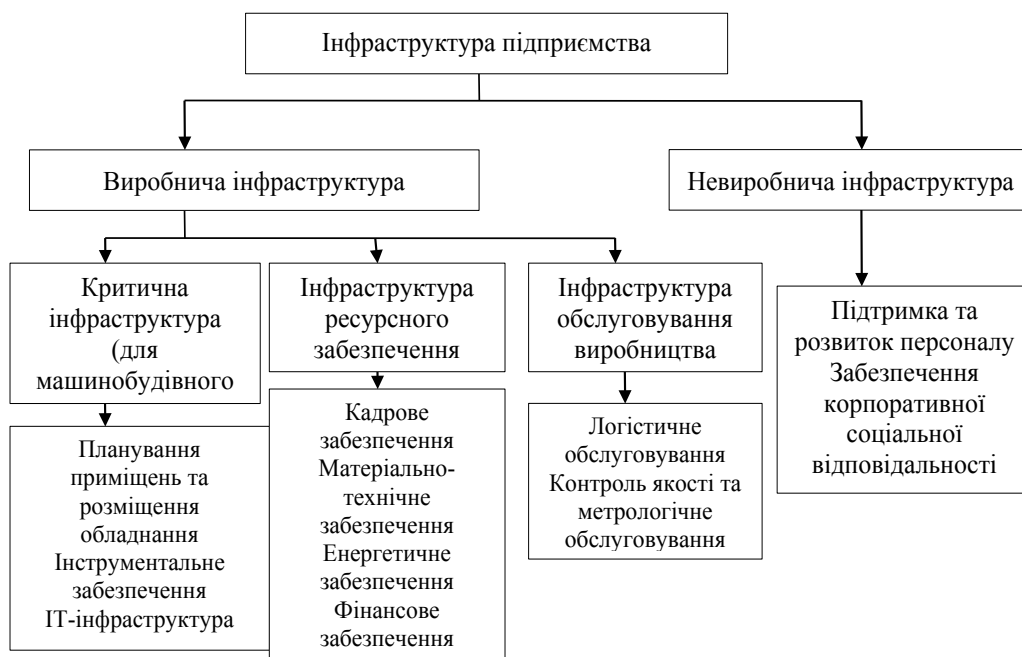 Інфраструктура підприємства
Виробнича інфраструктура
Невиробнича інфраструктура
Критична
інфраструктура
(для
машинобудівного
Інфраструктура
ресурсного
забезпечення
Інфраструктура
обслуговування
виробництва
Підтримка та
розвиток персоналу
Забезпечення
корпоративної
соціальної
відповідальності
Планування
приміщень та
розміщення
обладнання
Інструментальне
забезпечення
ІТ-інфраструктура
Кадрове
забезпечення
Матеріально-
технічне
забезпечення
Енергетичне
забезпечення
Фінансове
забезпечення
Логістичне
обслуговування
Контроль якості та
метрологічне
обслуговування